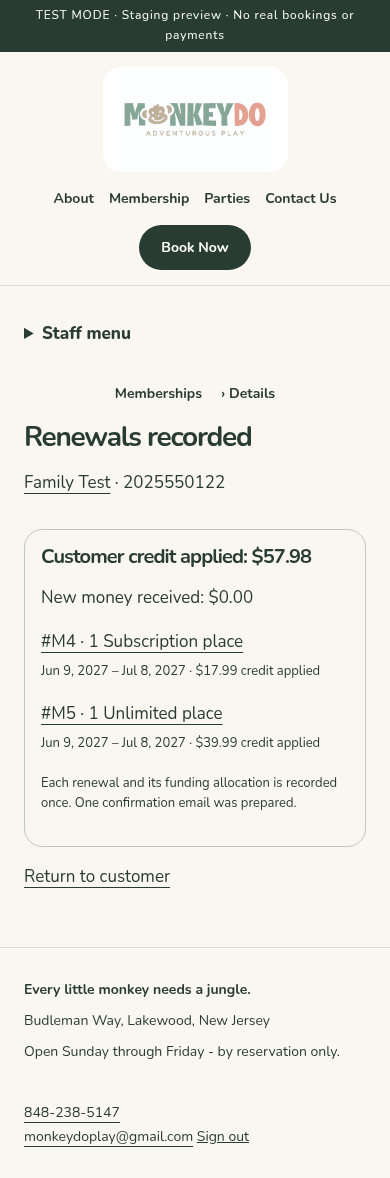 TEST MODE · Staging preview · No real bookings or
payments
MONKEYDO
ADVENTUROUS PLAY
About Membership Parties Contact Us
Book Now
▶ Staff menu
Memberships › Details
Renewals recorded
Family Test · 2025550122
Customer credit applied: $57.98
New money received: $0.00
#M4 · 1 Subscription place
Jun 9, 2027 – Jul 8, 2027 · $17.99 credit applied
#M5 · 1 Unlimited place
Jun 9, 2027 – Jul 8, 2027 · $39.99 credit applied
Each renewal and its funding allocation is recorded
once. One confirmation email was prepared.
Return to customer
Every little monkey needs a jungle.
Budleman Way, Lakewood, New Jersey
Open Sunday through Friday - by reservation only.
848-238-5147
monkeydoplay@gmail.com Sign out